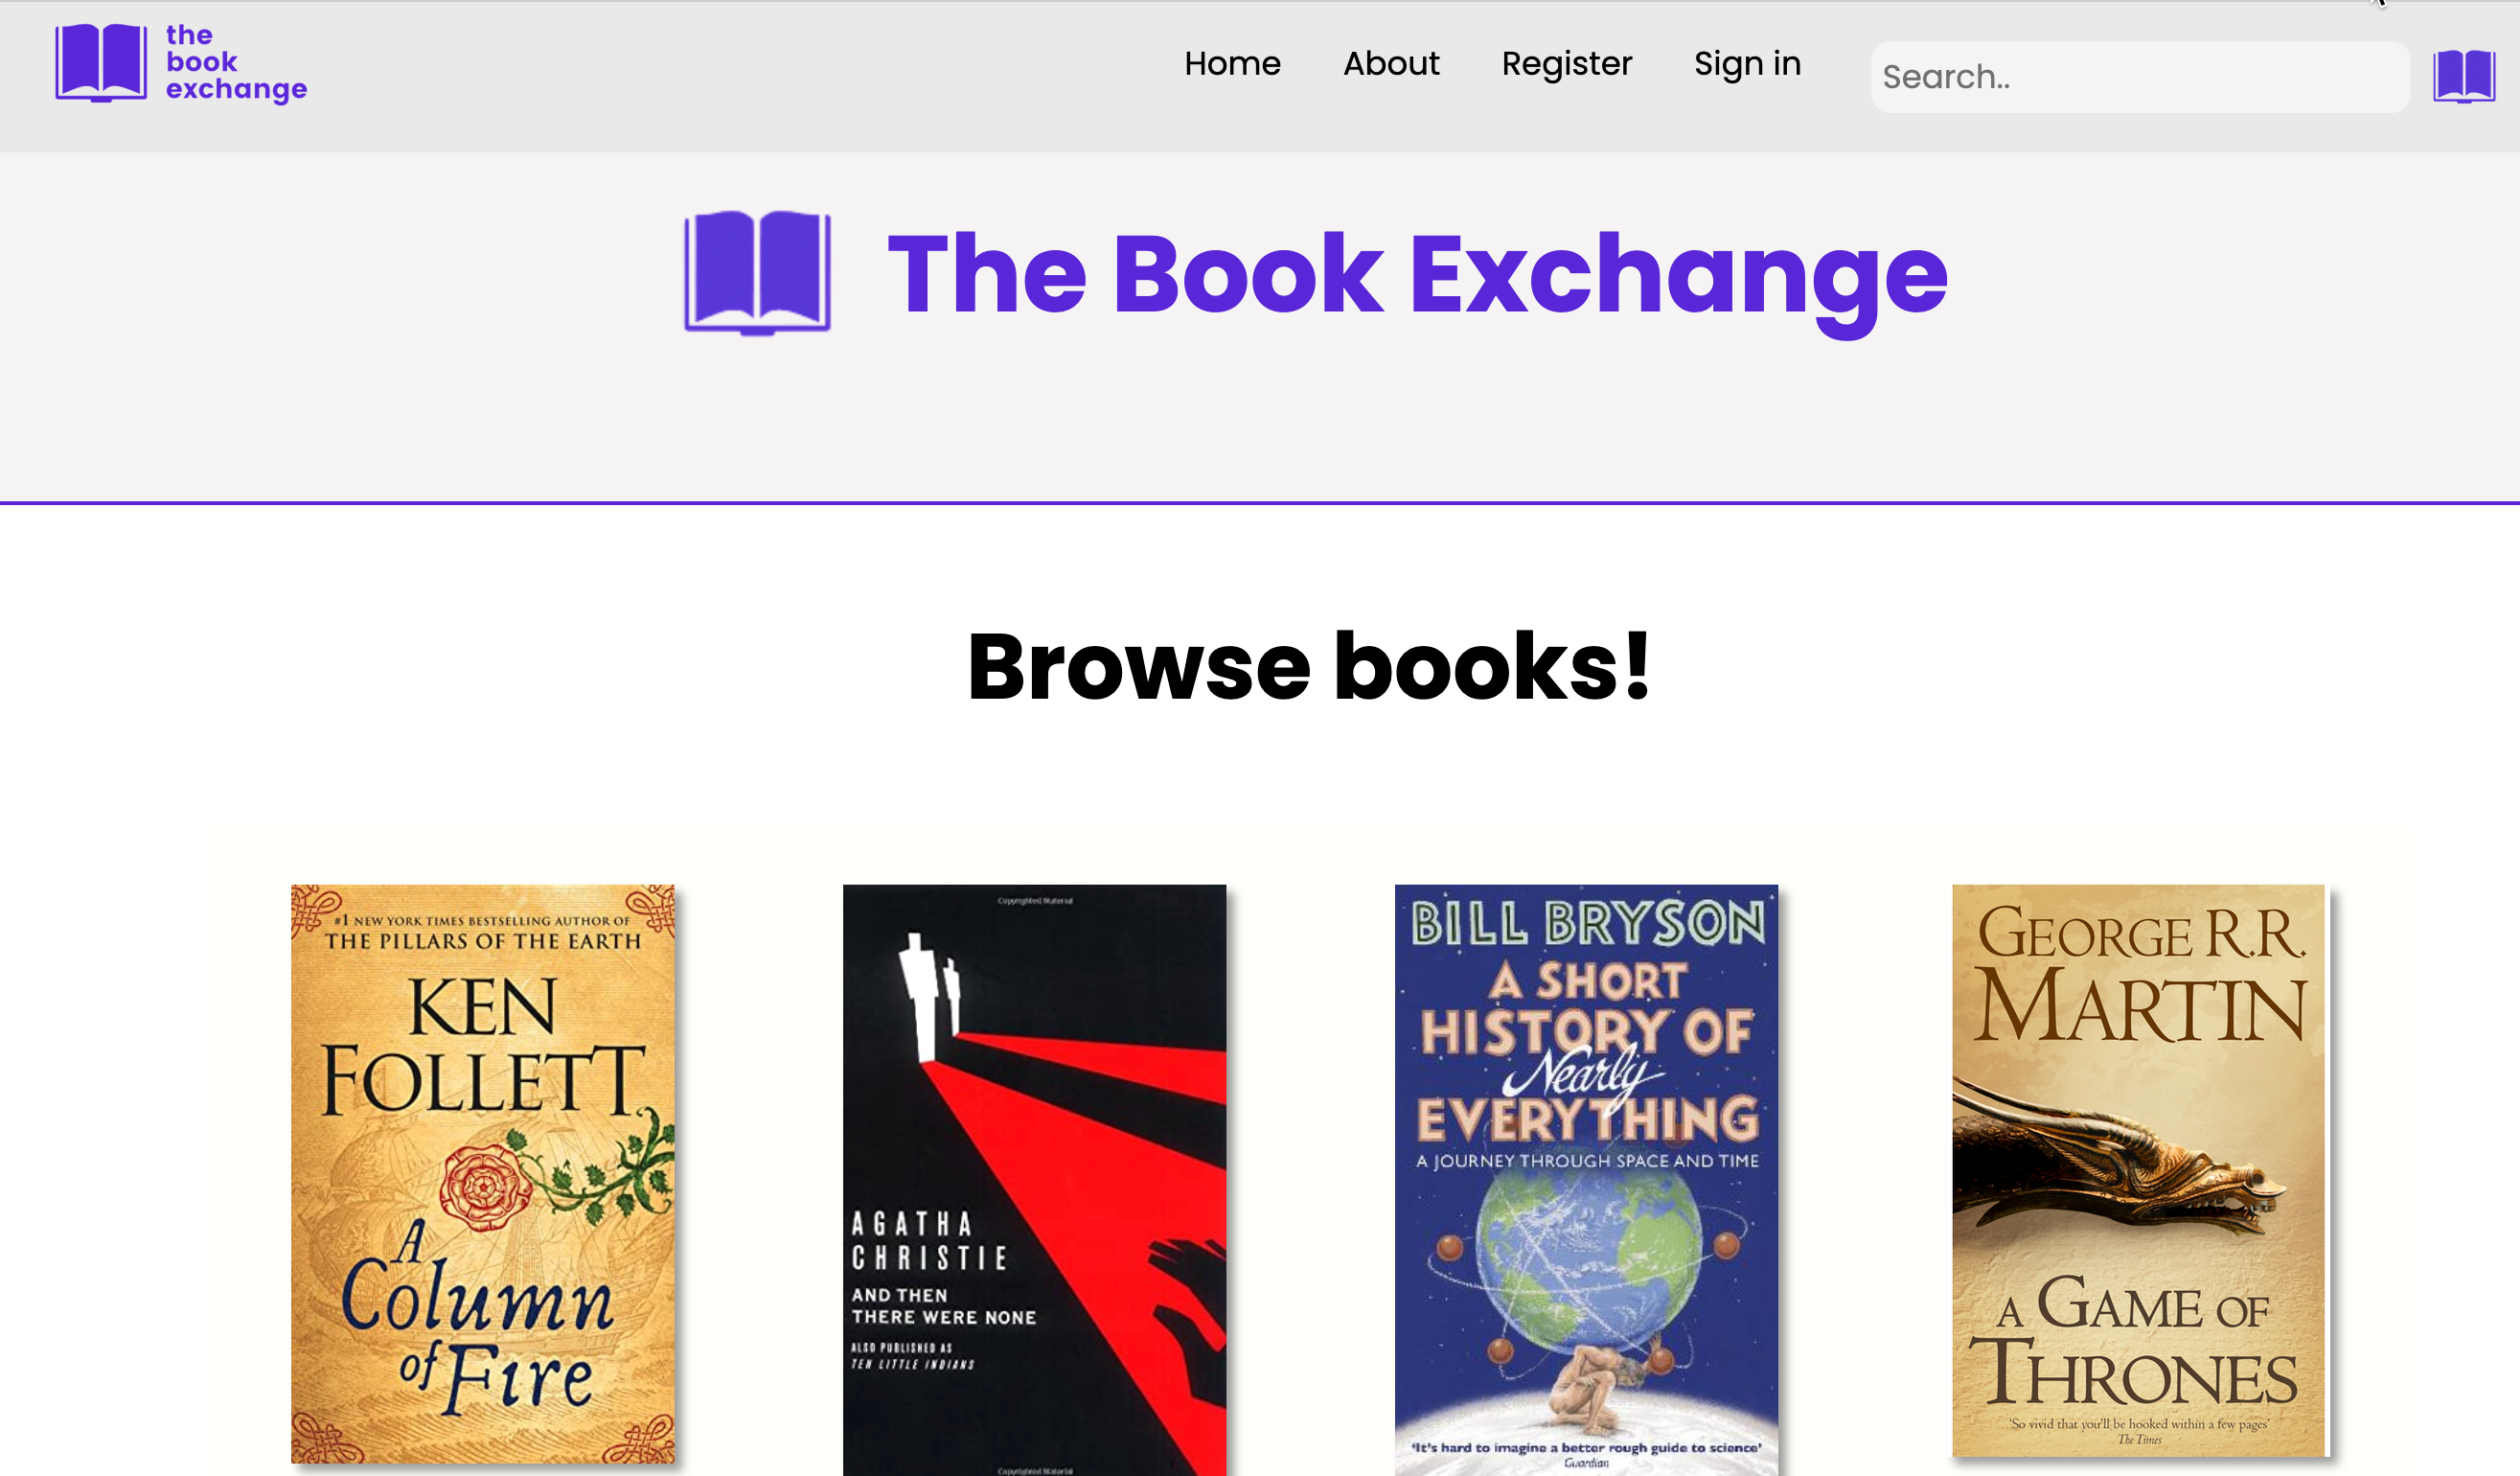 the
book
exchange
Home About Register Sign in Search..
The Book Exchange
Browse books!
#1 NEW YORK TIMES BESTSELLING AUTHOR OF
THE PILLARS OF THE EARTH
KEN
FOLLETT
A
Column
of Fire
Copyrighted Material
AGATHA
CHRISTIE
AND THEN
THERE WERE NONE
ALSO PUBLISHED AS
TEN LITTLE INDIANS
Copyrighted Material
BILL BRYSON
A SHORT
HISTORY OF
Nearly
EVERYTHING
A JOURNEY THROUGH SPACE AND TIME
'It's hard to imagine a better rough guide to science'
Guardian
GEORGE R.R.
MARTIN
A GAME OF
THRONES
'So vivid that you'll be hooked within a few pages'
The Times